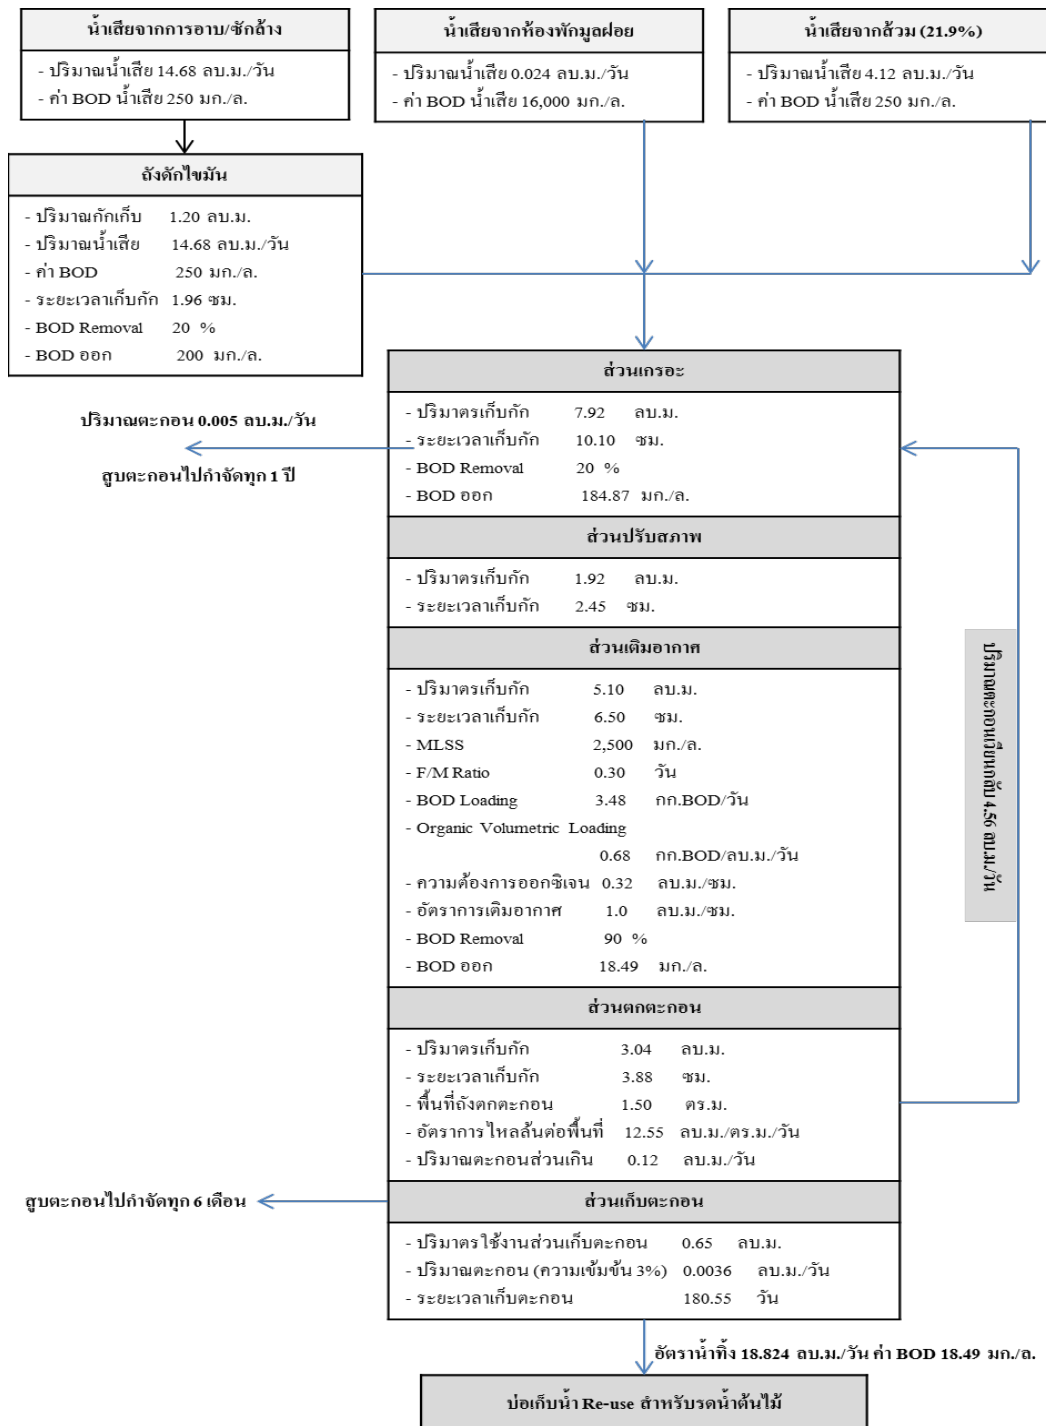 น้ำเสียจากการอาบ/ซักล้าง
- ปริมาณน้ำเสีย 14.68 ลบ.ม./วัน
- ค่า BOD น้ำเสีย 250 มก./ล.
น้ำเสียจากห้องพักมูลฝอย
- ปริมาณน้ำเสีย 0.024 ลบ.ม./วัน
- ค่า BOD น้ำเสีย 16,000 มก./ล.
น้ำเสียจากส้วม (21.9%)
- ปริมาณน้ำเสีย 4.12 ลบ.ม./วัน
- ค่า BOD น้ำเสีย 250 มก./ล.
ถังดักไขมัน
- ปริมาณกักเก็บ 1.20 ลบ.ม.
- ปริมาณน้ำเสีย 14.68 ลบ.ม./วัน
- ค่า BOD 250 มก./ล.
- ระยะเวลาเก็บกัก 1.96 ชม.
- BOD Removal 20 %
- BOD ออก 200 มก./ล.
ส่วนเกรอะ
- ปริมาตรเก็บกัก 7.92 ลบ.ม.
- ระยะเวลาเก็บกัก 10.10 ชม.
- BOD Removal 20 %
- BOD ออก 184.87 มก./ล.
ปริมาณตะกอน 0.005 ลบ.ม./วัน
สูบตะกอนไปกำจัดทุก 1 ปี
ส่วนปรับสภาพ
- ปริมาตรเก็บกัก 1.92 ลบ.ม.
- ระยะเวลาเก็บกัก 2.45 ชม.
ส่วนเติมอากาศ
- ปริมาตรเก็บกัก 5.10 ลบ.ม.
- ระยะเวลาเก็บกัก 6.50 ชม.
- MLSS 2,500 มก./ล.
- F/M Ratio 0.30 วัน
- BOD Loading 3.48 กก.BOD/วัน
- Organic Volumetric Loading
0.68 กก.BOD/ลบ.ม./วัน
- ความต้องการออกซิเจน 0.32 ลบ.ม./ชม.
- อัตราการเติมอากาศ 1.0 ลบ.ม./ชม.
- BOD Removal 90 %
- BOD ออก 18.49 มก./ล.
ปริมาณตะกอนเวียนกลับ 4.56 ลบ.ม./วัน
ส่วนตกตะกอน
- ปริมาตรเก็บกัก 3.04 ลบ.ม.
- ระยะเวลาเก็บกัก 3.88 ชม.
- พื้นที่ถังตกตะกอน 1.50 ตร.ม.
- อัตราการไหลล้นต่อพื้นที่ 12.55 ลบ.ม./ตร.ม./วัน
- ปริมาณตะกอนส่วนเกิน 0.12 ลบ.ม./วัน
สูบตะกอนไปกำจัดทุก 6 เดือน
ส่วนเก็บตะกอน
- ปริมาตรใช้งานส่วนเก็บตะกอน 0.65 ลบ.ม.
- ปริมาณตะกอน (ความเข้มข้น 3%) 0.0036 ลบ.ม./วัน
- ระยะเวลาเก็บตะกอน 180.55 วัน
อัตราน้ำทิ้ง 18.824 ลบ.ม./วัน ค่า BOD 18.49 มก./ล.
บ่อเก็บน้ำ Re-use สำหรับรดน้ำต้นไม้